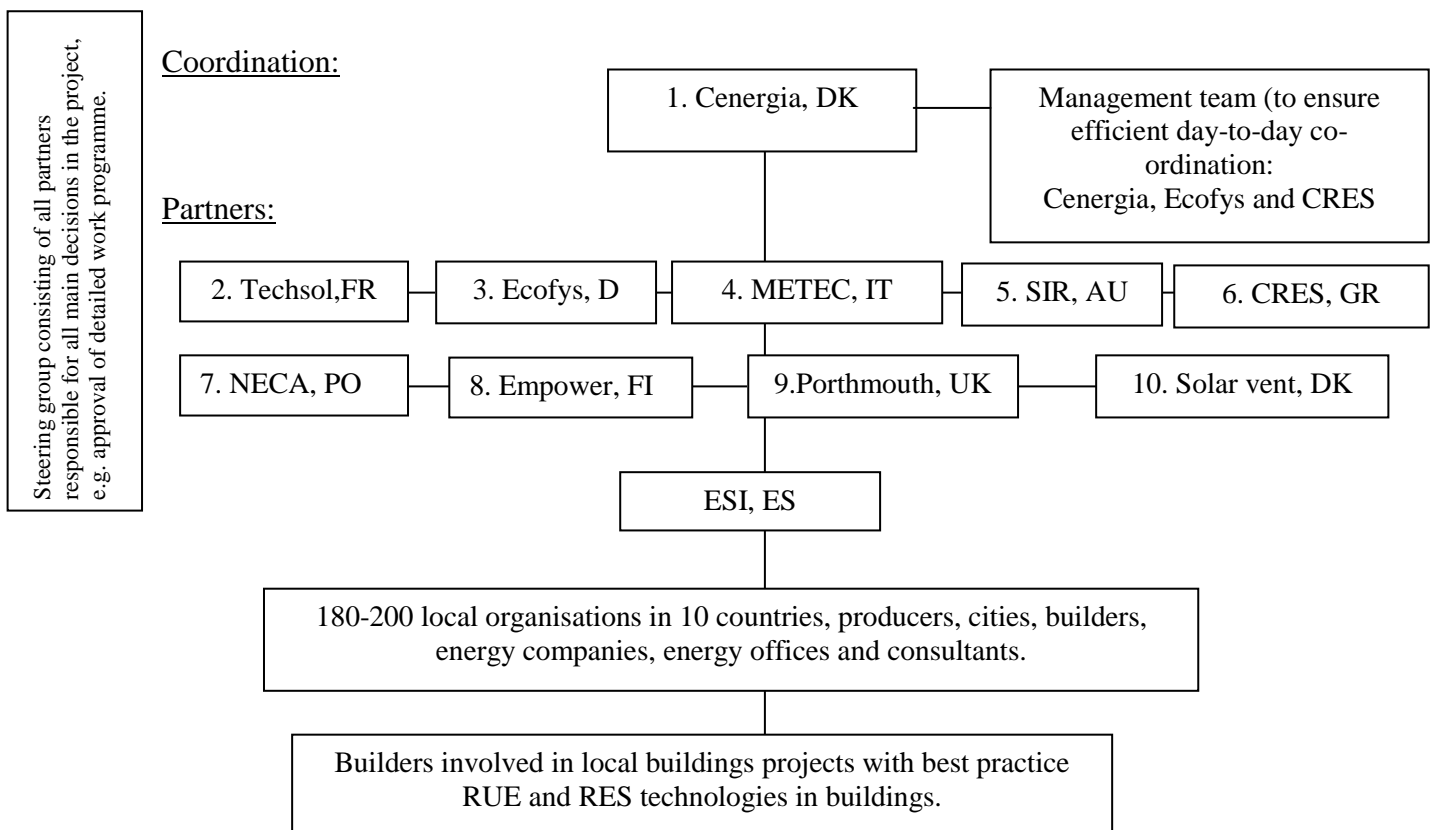 Steering group consisting of all partners
responsible for all main decisions in the project,
e.g. approval of detailed work programme.
Coordination:
1. Cenergia, DK
Management team (to ensure
efficient day-to-day co-
ordination:
Cenergia, Ecofys and CRES
Partners:
2. Techsol,FR
3. Ecofys, D
4. METEC, IT
5. SIR, AU
6. CRES, GR
7. NECA, PO
8. Empower, FI
9.Porthmouth, UK
10. Solar vent, DK
ESI, ES
180-200 local organisations in 10 countries, producers, cities, builders,
energy companies, energy offices and consultants.
Builders involved in local buildings projects with best practice
RUE and RES technologies in buildings.